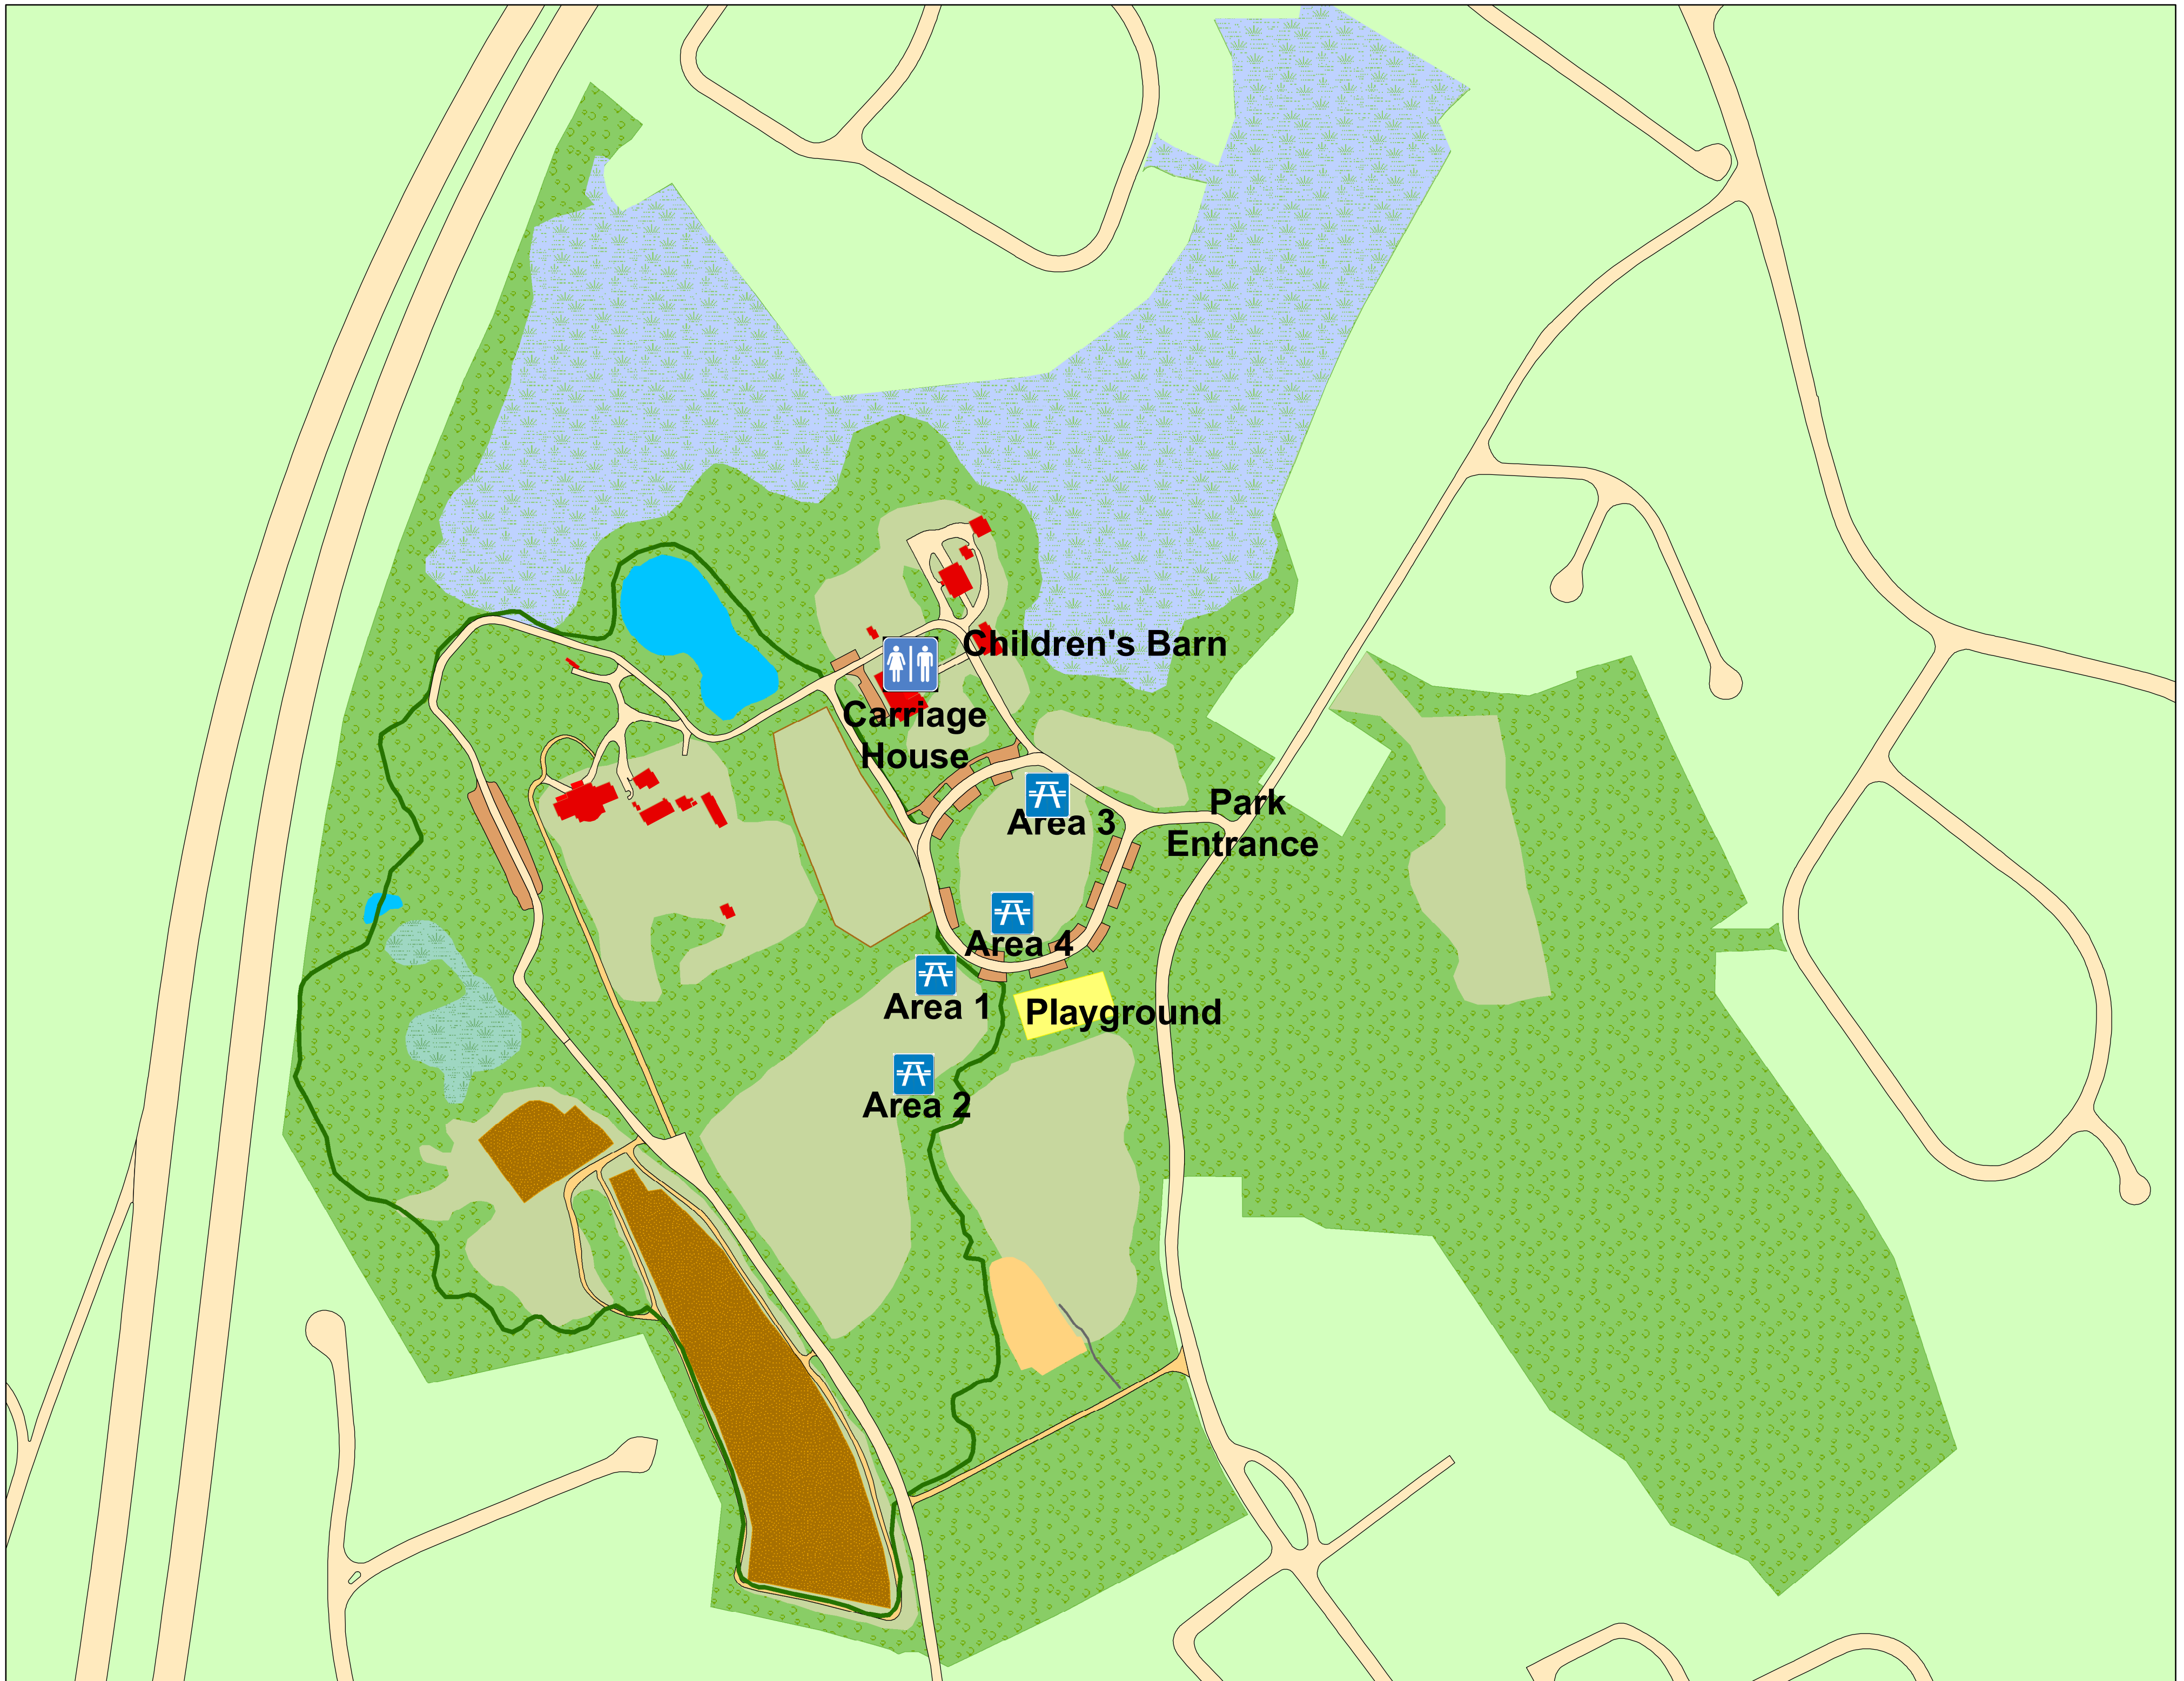 Children's Barn
Carriage
House
Park
Entrance
Area 3
Area 4
Area 1
Playground
Area 2